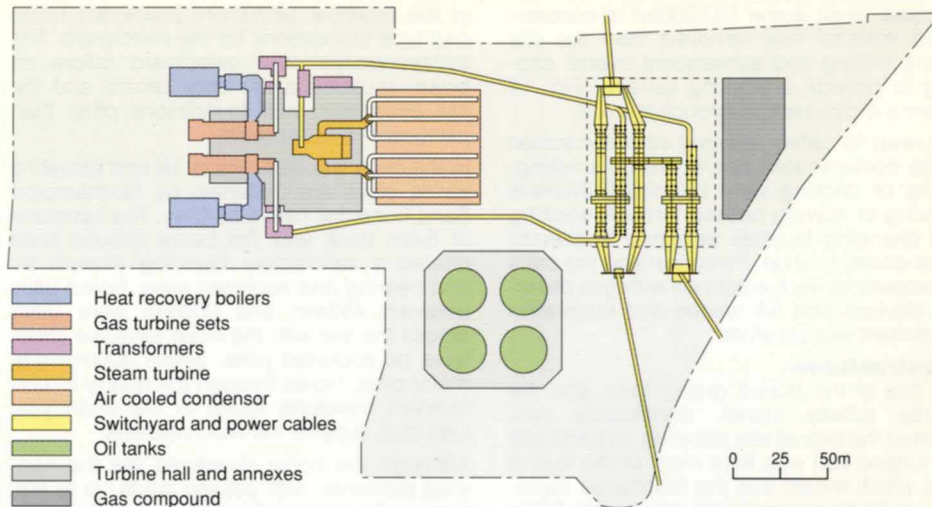 Heat recovery boilers
Gas turbine sets
Transformers
Steam turbine
Air cooled condensor
Switchyard and power cables
Oil tanks
Turbine hall and annexes
Gas compound
0 25 50m